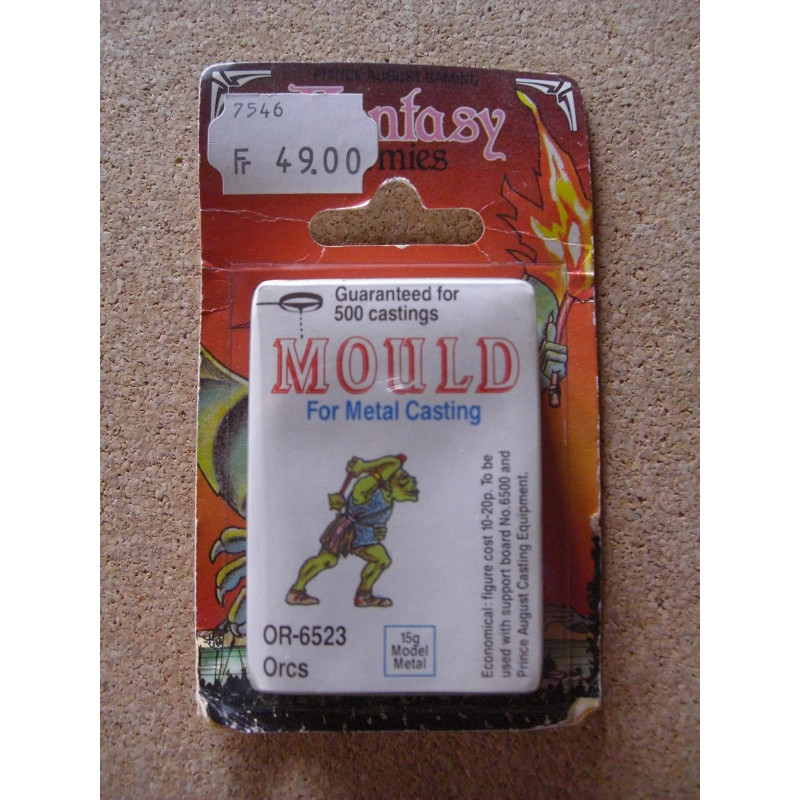 PRINCE AUGUST GAMING
Fantasy
7546
Fr 49.00
Guaranteed for
500 castings
MOULD
For Metal Casting
Economical: figure cost 10-20p. To be
used with support board No. 6500 and
Prince August Casting Equipment.
OR-6523
Orcs
15g
Model
Metal